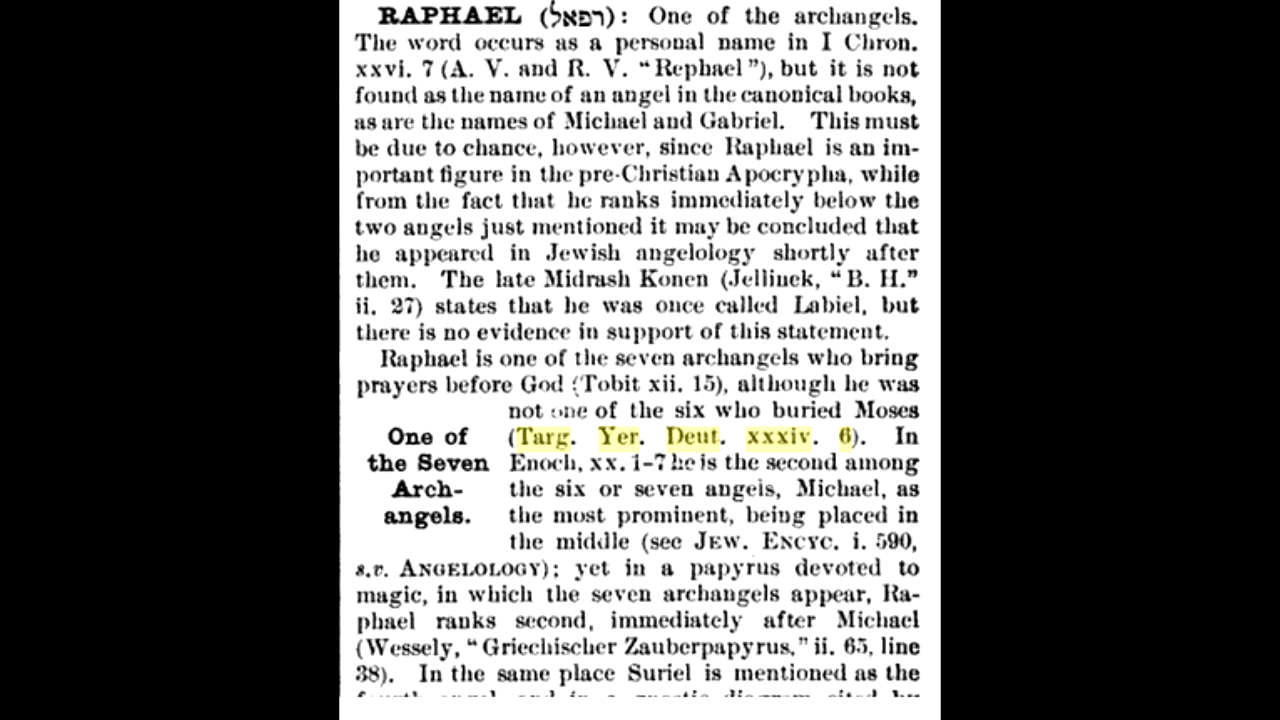 RAPHAEL (רפאל): One of the archangels.
The word occurs as a personal name in I Chron.
xxvi. 7 (A. V. and R. V. “Rephael”), but it is not
found as the name of an angel in the canonical books,
as are the names of Michael and Gabriel. This must
be due to chance, however, since Raphael is an im-
portant figure in the pre-Christian Apocrypha, while
from the fact that he ranks immediately below the
two angels just mentioned it may be concluded that
he appeared in Jewish angelology shortly after
them. The late Midrash Konen (Jellinek, “B. H.”
ii. 27) states that he was once called Labiel, but
there is no evidence in support of this statement.
Raphael is one of the seven archangels who bring
prayers before God (Tobit xii. 15), although he was
not one of the six who buried Moses
One of
the Seven
Arch-
angels.
(Targ. Yer. Deut. xxxiv. 6). In
Enoch, xx. 1–7 he is the second among
the six or seven angels, Michael, as
the most prominent, being placed in
the middle (see JEW. ENCYC. i. 590,
s.v. ANGELOLOGY); yet in a papyrus devoted to
magic, in which the seven archangels appear, Ra-
phael ranks second, immediately after Michael
(Wessely, “Griechischer Zauberpapyrus,” ii. 65, line
38). In the same place Suriel is mentioned as the